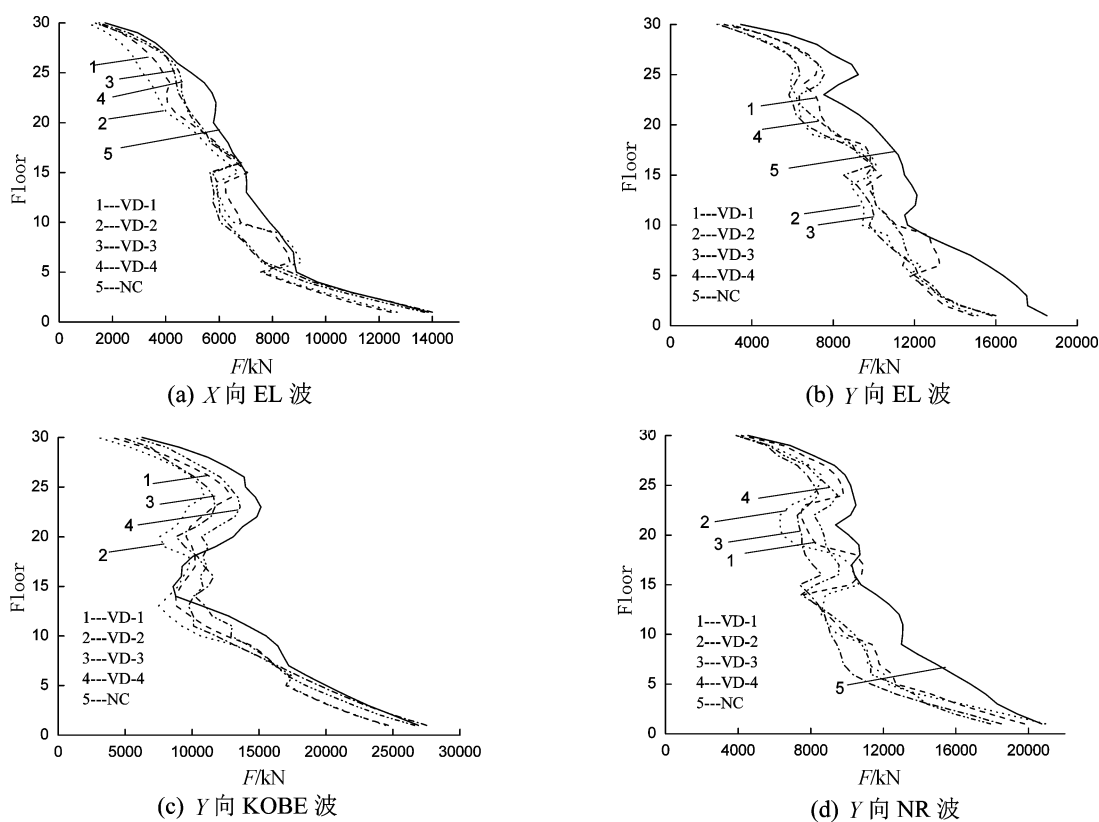 30
25
20
15
10
5
0
Floor
1
3
4
2
5
1---VD-1
2---VD-2
3---VD-3
4---VD-4
5---NC
0 2000 4000 6000 8000 10000 12000 14000
F/kN
(a) X 向 EL 波
30
25
20
15
10
5
0
Floor
1
4
5
2
3
1---VD-1
2---VD-2
3---VD-3
4---VD-4
5---NC
0 4000 8000 12000 16000 20000
F/kN
(b) Y 向 EL 波
30
25
20
15
10
5
0
Floor
1
3
4
2
1---VD-1
2---VD-2
3---VD-3
4---VD-4
5---NC
0 5000 10000 15000 20000 25000 30000
F/kN
(c) Y 向 KOBE 波
30
25
20
15
10
5
0
Floor
4
2
3
1
5
1---VD-1
2---VD-2
3---VD-3
4---VD-4
5---NC
0 4000 8000 12000 16000 20000
F/kN
(d) Y 向 NR 波